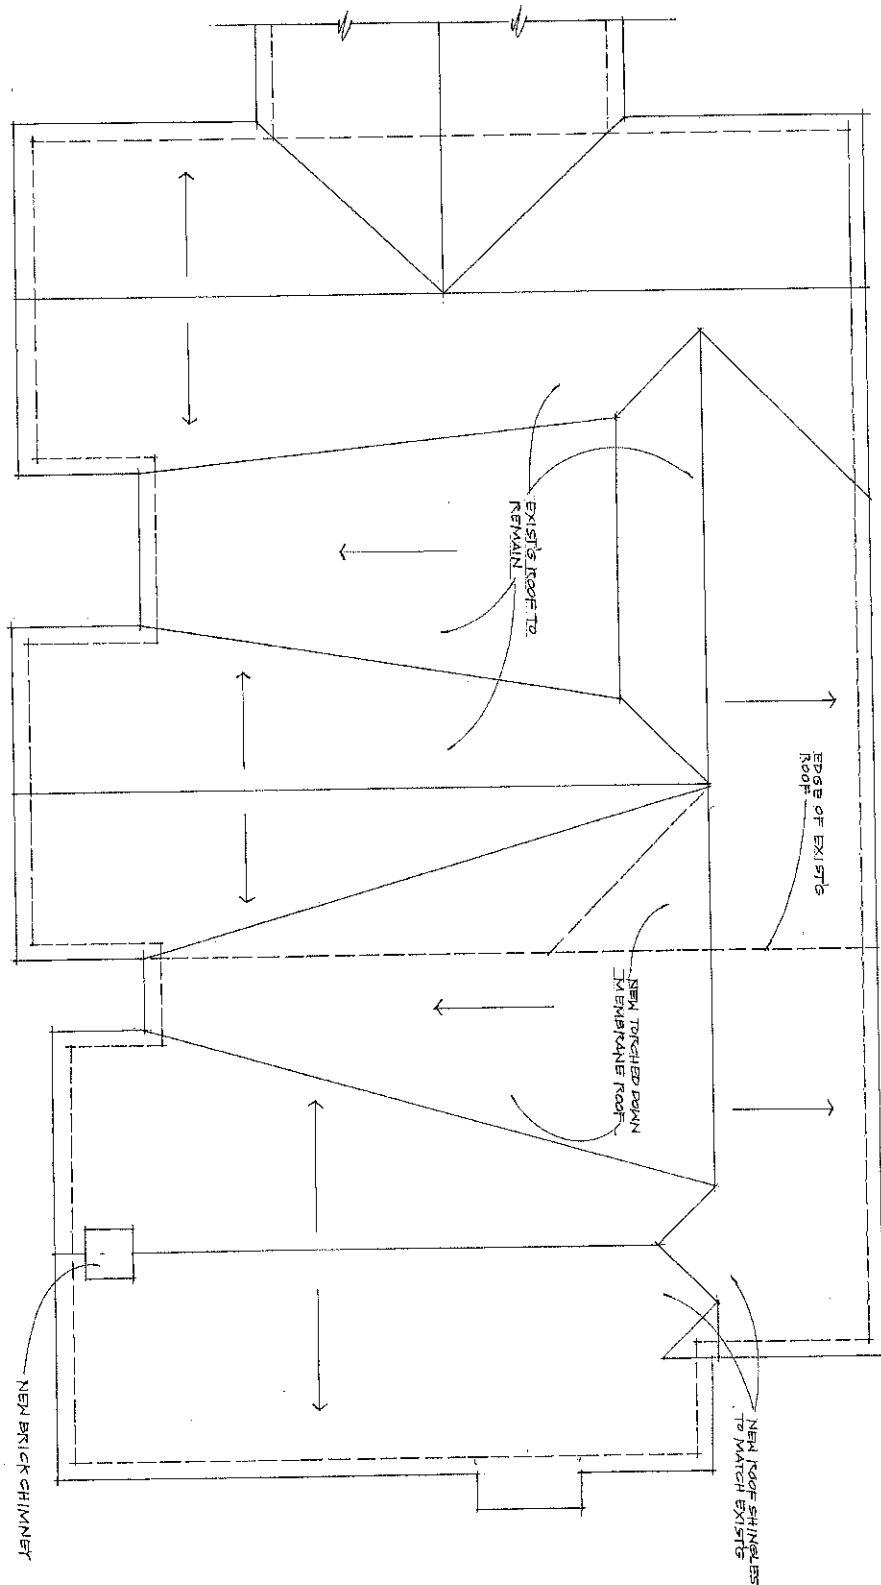 EXIST'G ROOF TO
REMAIN
EDGE OF EXIST'G
ROOF
NEW TORCHED DOWN
MEMBRANE ROOF
NEW ROOF SHINGLES
TO MATCH EXIST'G
NEW BRICK CHIMNEY